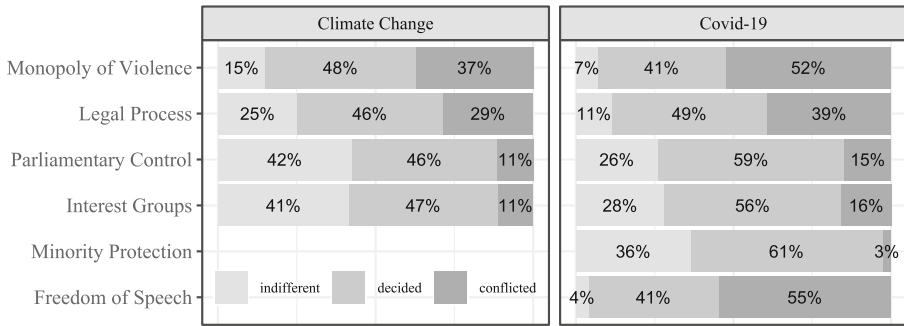 Climate Change Covid-19
Monopoly of Violence 15% 48% 37% 7% 41% 52%
Legal Process 25% 46% 29% 11% 49% 39%
Parliamentary Control 42% 46% 11% 26% 59% 15%
Interest Groups 41% 47% 11% 28% 56% 16%
Minority Protection 36% 61% 3%
Freedom of Speech indifferent decided conflicted 4% 41% 55%